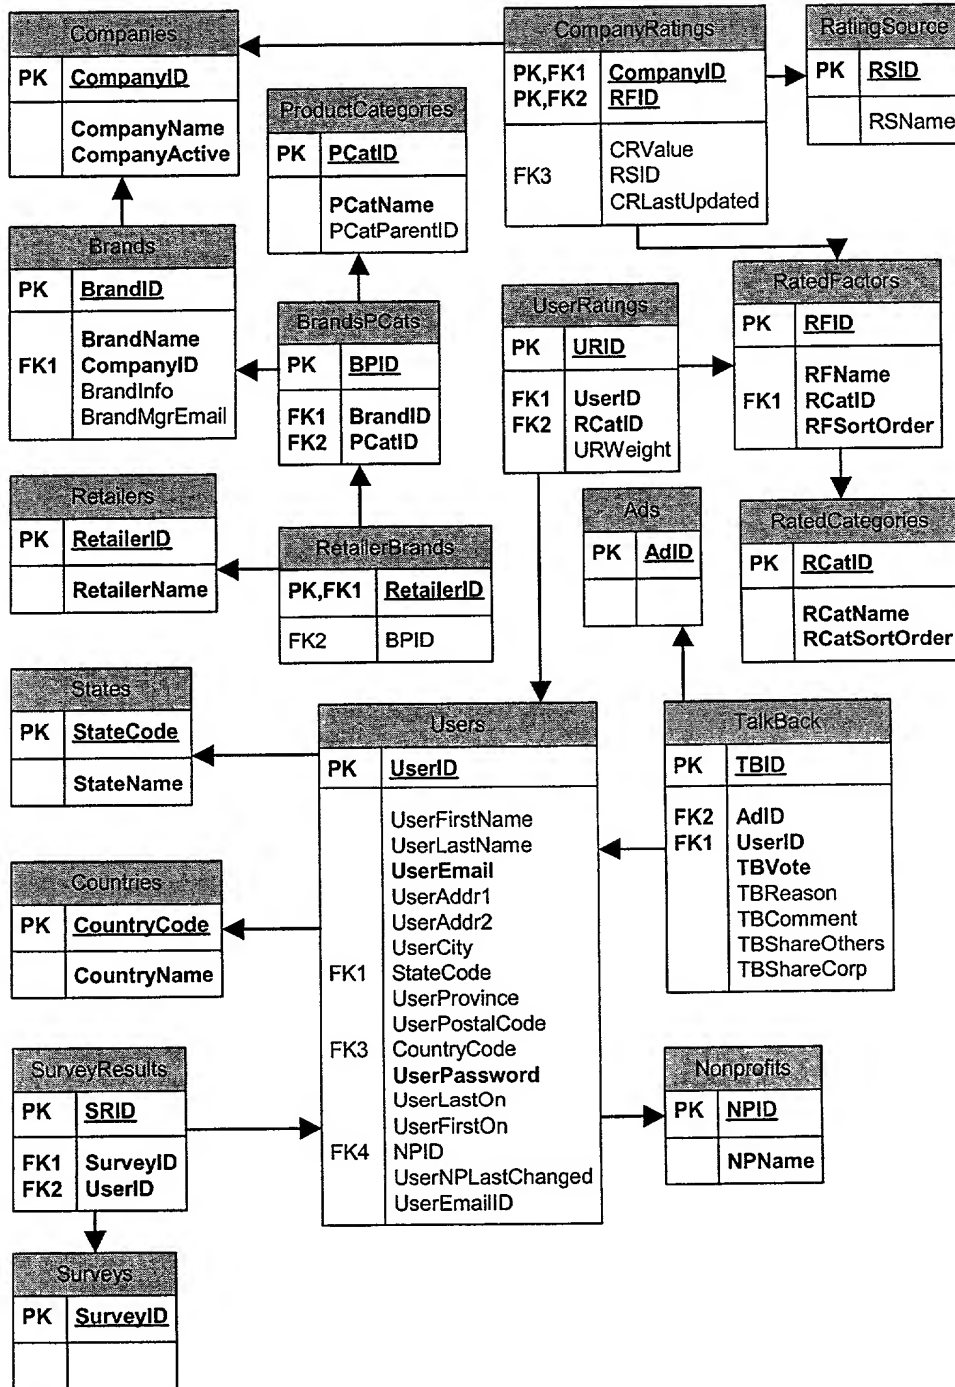 Companies
PK CompanyID
CompanyName
CompanyActive
CompanyRatings
PK,FK1 CompanyID
PK,FK2 RFID
CRValue
FK3 RSID
CRLastUpdated
RatingSource
PK RSID
RSName
ProductCategories
PK PCatID
PCatName
PCatParentID
Brands
PK BrandID
BrandName
FK1 CompanyID
BrandInfo
BrandMgrEmail
BrandsPCats
PK BPID
FK1 BrandID
FK2 PCatID
UserRatings
PK URID
FK1 UserID
FK2 RCatID
URWeight
RatedFactors
PK RFID
RFName
FK1 RCatID
RFSortOrder
Retailers
PK RetailerID
RetailerName
RetailerBrands
PK,FK1 RetailerID
FK2 BPID
Ads
PK AdID
RatedCategories
PK RCatID
RCatName
RCatSortOrder
States
PK StateCode
StateName
Users
PK UserID
UserFirstName
UserLastName
UserEmail
UserAddr1
UserAddr2
UserCity
FK1 StateCode
UserProvince
UserPostalCode
FK3 CountryCode
UserPassword
UserLastOn
UserFirstOn
FK4 NPID
UserNPLastChanged
UserEmailID
TalkBack
PK TBID
FK2 AdID
FK1 UserID
TBVote
TBReason
TBComment
TBShareOthers
TBShareCorp
Countries
PK CountryCode
CountryName
SurveyResults
PK SRID
FK1 SurveyID
FK2 UserID
Nonprofits
PK NPID
NPName
Surveys
PK SurveyID